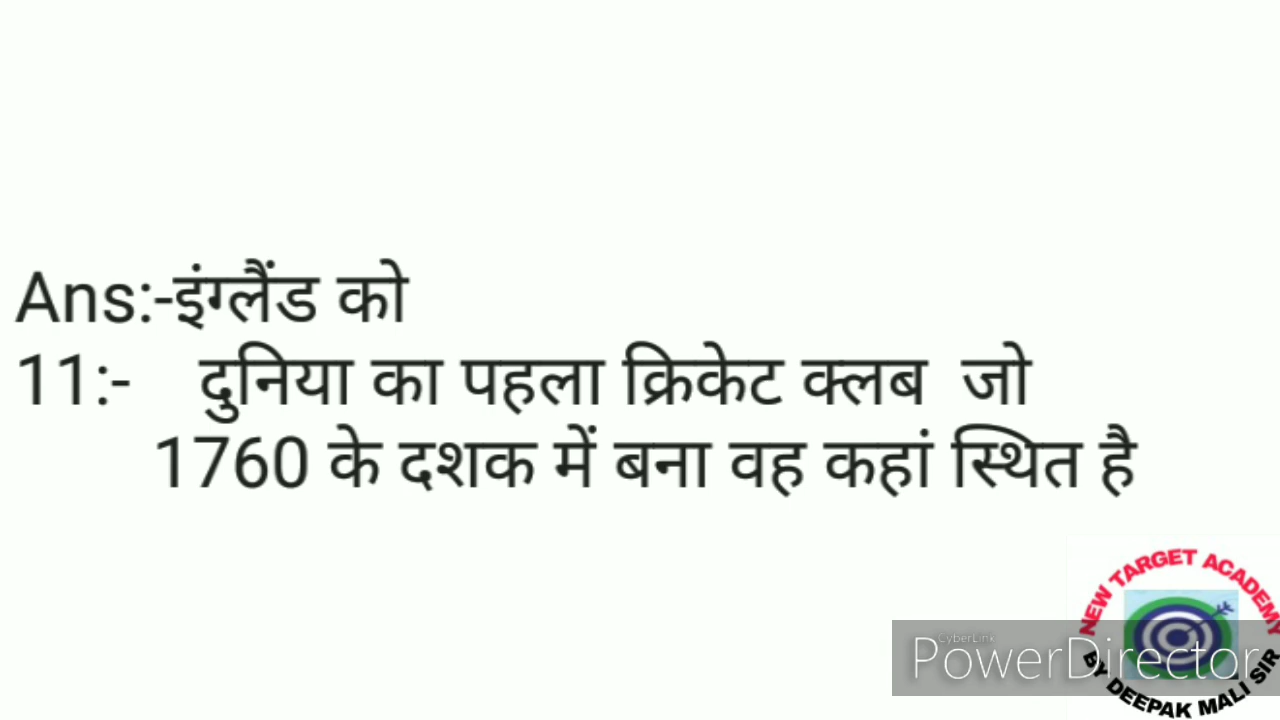 Ans:-इंग्लैंड को
11:- दुनिया का पहला क्रिकेट क्लब जो
1760 के दशक में बना वह कहां स्थित है
NEW TARGET ACADEMY
CyberLink
PowerDirector
BY DEEPAK MALI SIR